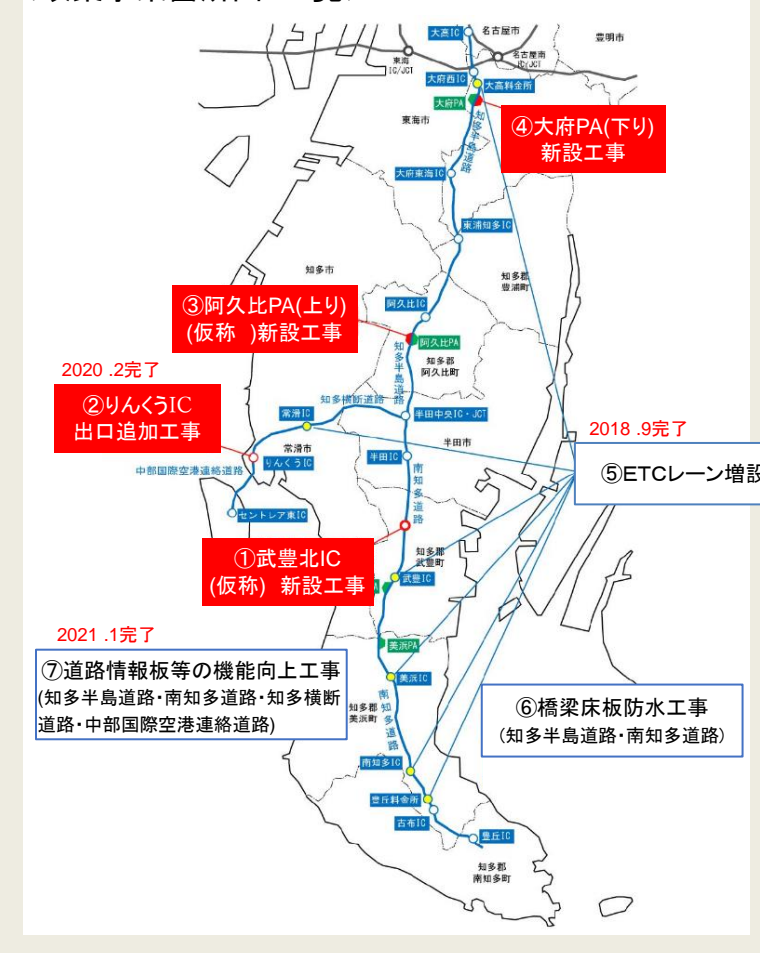 大高IC
名古屋市
豊明市
東海
IC/JCT
名古屋南
IC/JCT
大府西IC
大高料金所
大府PA
東海市
知多半島道路
④大府PA(下り)
新設工事
大府東海IC
東浦知多IC
知多市
知多郡
豊浦町
③阿久比PA(上り)
(仮称 )新設工事
阿久比IC
阿久比PA
知多半島道路
知多郡
阿久比町
2020 .2完了
②りんくうIC
出口追加工事
知多横断道路
常滑IC
半田中央IC・JCT
2018 .9完了
常滑市
半田市
りんくうIC
半田IC
中部国際空港連絡道路
⑤ETCレーン増設
南知多道路
セントレア東IC
①武豊北IC
(仮称) 新設工事
知多郡
武豊町
武豊IC
2021 .1完了
美浜PA
⑦道路情報板等の機能向上工事
(知多半島道路・南知多道路・知多横断
道路・中部国際空港連絡道路)
美浜IC
南知多道路
知多郡
美浜町
⑥橋梁床板防水工事
(知多半島道路・南知多道路)
南知多IC
豊丘料金所
古布IC
豊丘IC
知多郡
南知多町